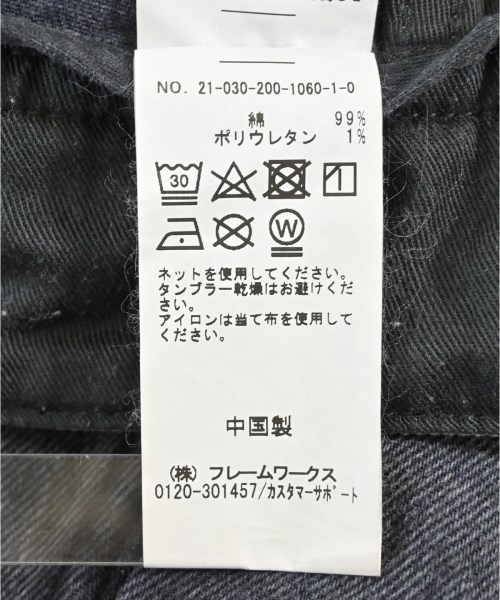 NO. 21-030-200-1060-1-0
綿 99%
ポリウレタン 1%
30
W
ネットを使用してください。
タンブラー乾燥はお避けくだ
さい。
アイロンは当て布を使用して
ください。
中国製
(株) フレームワークス
0120-301457/カスタマーサポート